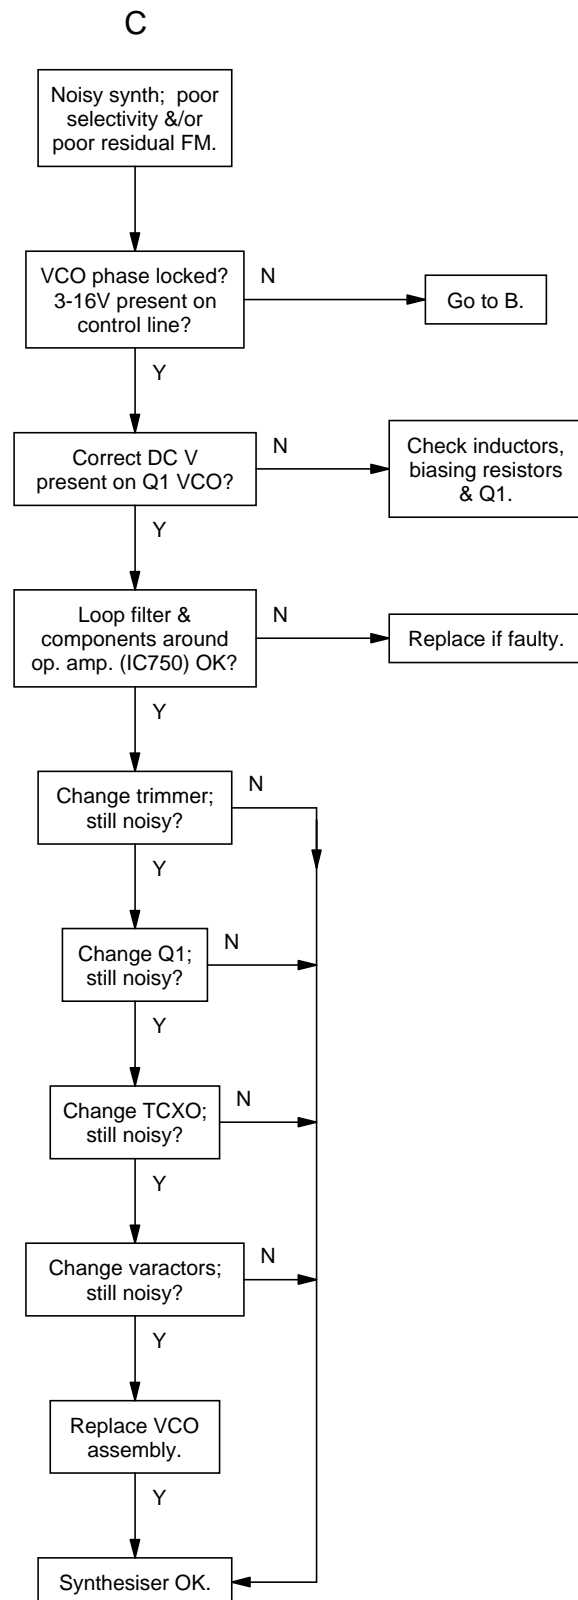 C
Noisy synth; poor
selectivity &/or
poor residual FM.
VCO phase locked?
3-16V present on
control line?
N
Go to B.
Y
Correct DC V
present on Q1 VCO?
N
Check inductors,
biasing resistors
& Q1.
Y
Loop filter &
components around
op. amp. (IC750) OK?
N
Replace if faulty.
Y
Change trimmer;
still noisy?
N
Y
Change Q1;
still noisy?
N
Y
Change TCXO;
still noisy?
N
Y
Change varactors;
still noisy?
N
Y
Replace VCO
assembly.
Y
Synthesiser OK.